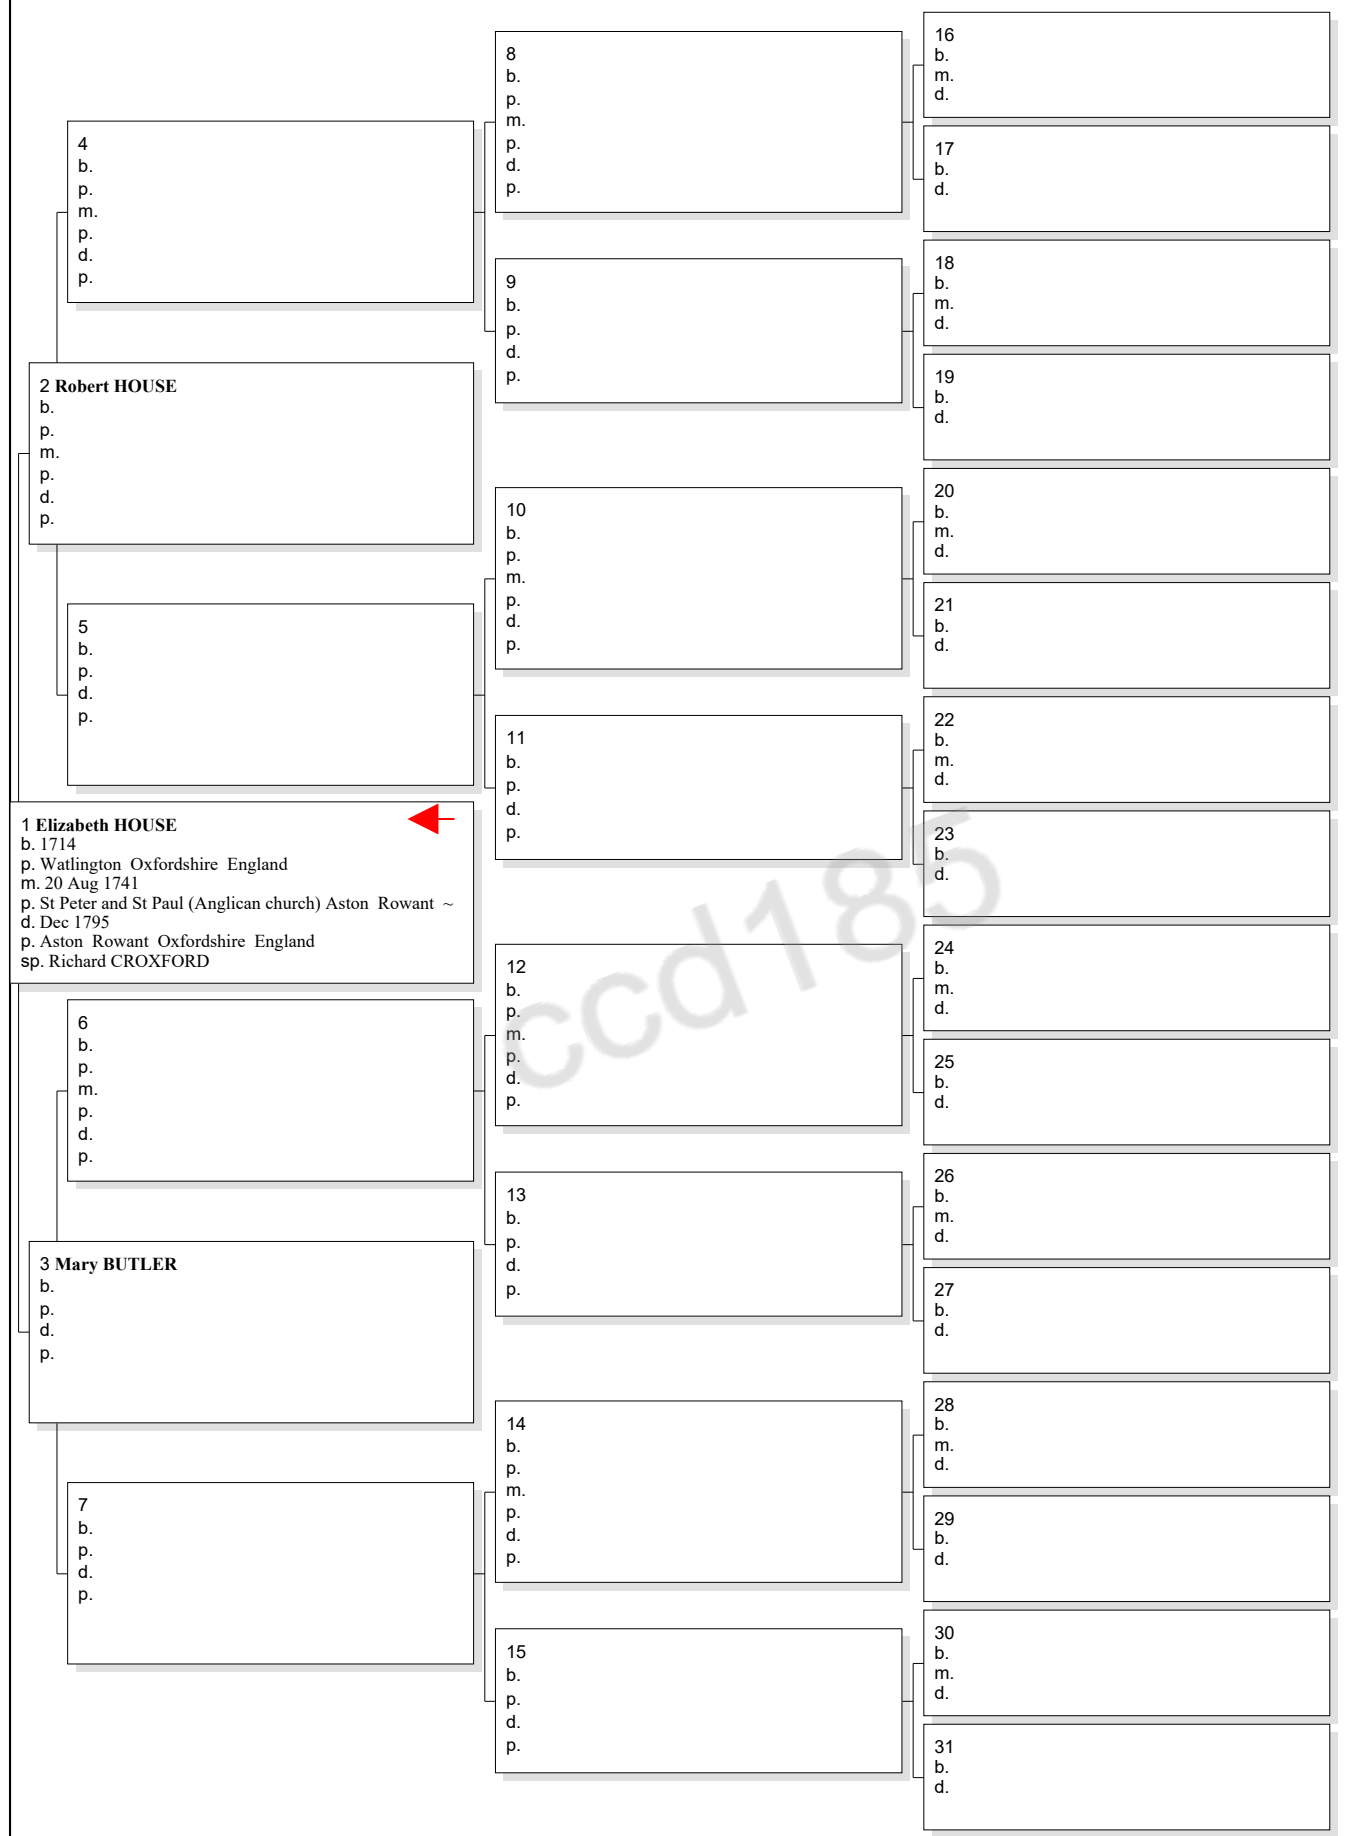 4
b.
p.
m.
p.
d.
p.
2 Robert HOUSE
b.
p.
m.
p.
d.
p.
5
b.
p.
d.
p.
1 Elizabeth HOUSE
b. 1714
p. Watlington Oxfordshire England
m. 20 Aug 1741
p. St Peter and St Paul (Anglican church) Aston Rowant ~
d. Dec 1795
p. Aston Rowant Oxfordshire England
sp. Richard CROXFORD
6
b.
p.
m.
p.
d.
p.
3 Mary BUTLER
b.
p.
d.
p.
7
b.
p.
d.
p.
8
b.
p.
m.
p.
d.
p.
9
b.
p.
d.
p.
10
b.
p.
m.
p.
d.
p.
11
b.
p.
d.
p.
12
b.
p.
m.
p.
d.
p.
13
b.
p.
d.
p.
14
b.
p.
m.
p.
d.
p.
15
b.
p.
d.
p.
16
b.
m.
d.
17
b.
d.
18
b.
m.
d.
19
b.
d.
20
b.
m.
d.
21
b.
d.
22
b.
m.
d.
23
b.
d.
24
b.
m.
d.
25
b.
d.
26
b.
m.
d.
27
b.
d.
28
b.
m.
d.
29
b.
d.
30
b.
m.
d.
31
b.
d.
ccd185